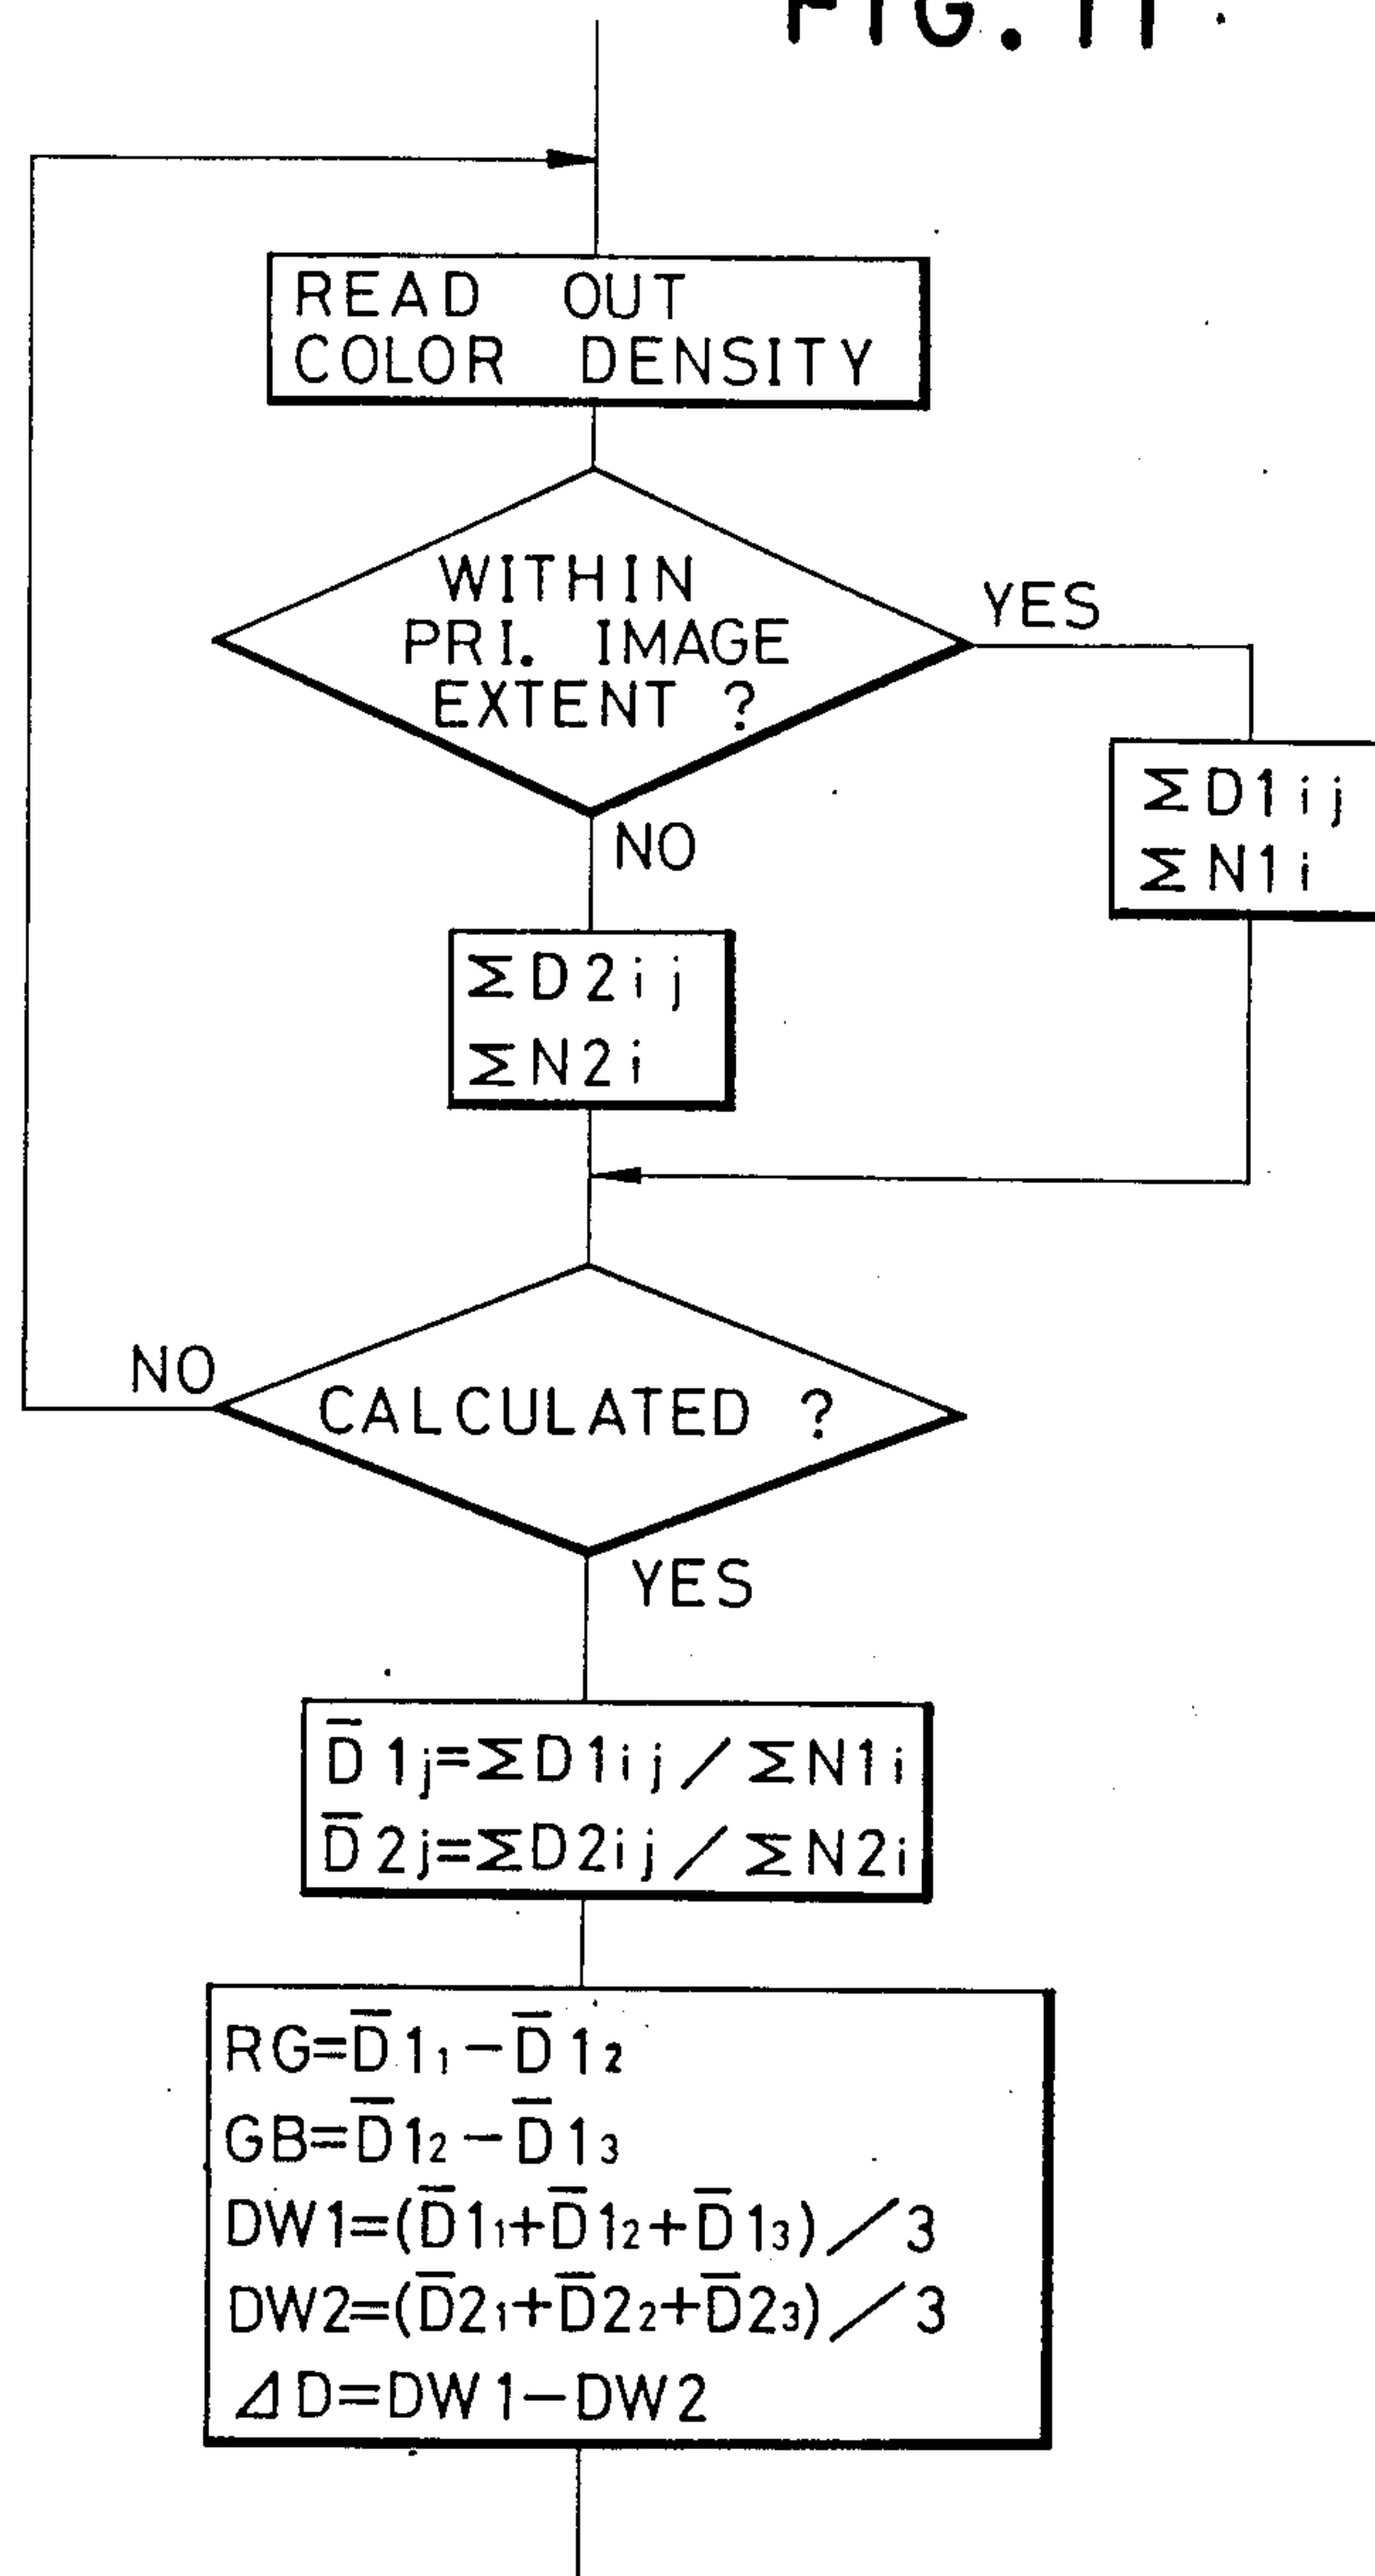 FIG. 11
READ OUT
COLOR DENSITY
WITHIN
PRI. IMAGE
EXTENT ?
YES
ΣD1ij
ΣN1i
NO
ΣD2ij
ΣN2i
NO
CALCULATED ?
YES
D̅1j=ΣD1ij/ΣN1i
D̅2j=ΣD2ij/ΣN2i
RG=D̅1₁−D̅1₂
GB=D̅1₂−D̅1₃
DW1=(D̅1₁+D̅1₂+D̅1₃)/3
DW2=(D̅2₁+D̅2₂+D̅2₃)/3
⊿D=DW1−DW2